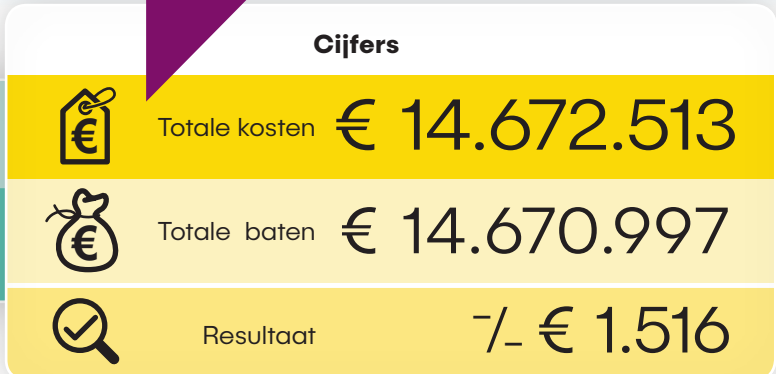 Cijfers
€ Totale kosten € 14.672.513
€ Totale baten € 14.670.997
Resultaat -/- € 1.516